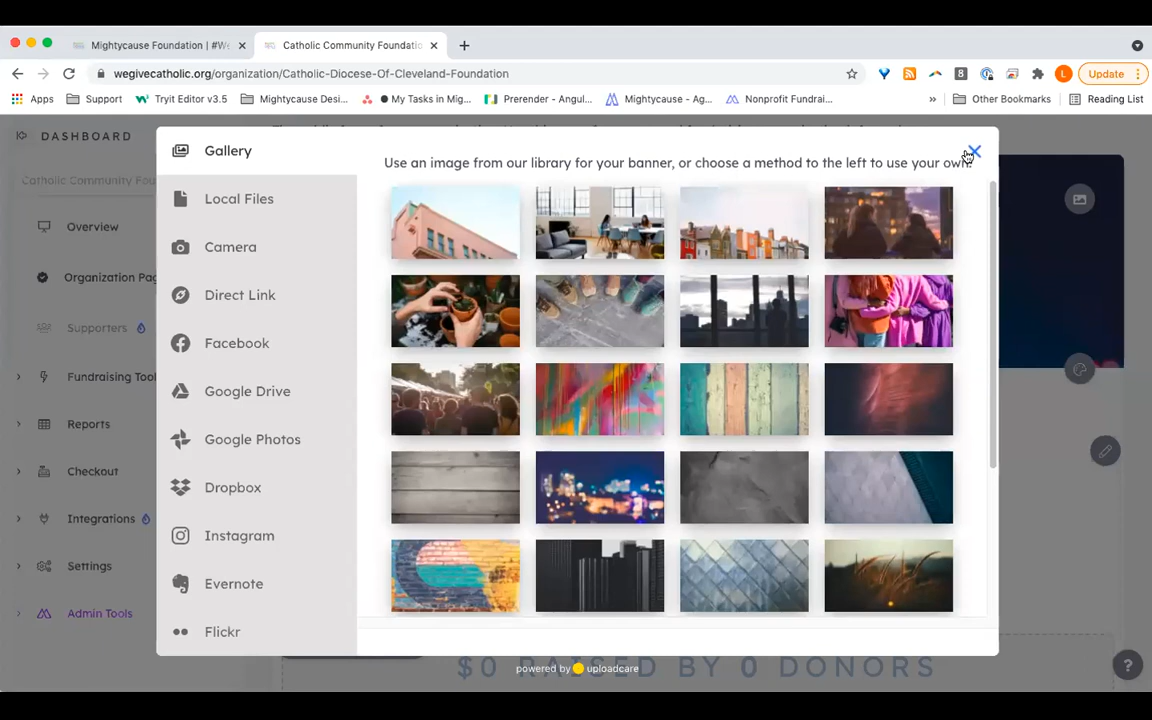 Mightycause Foundation | #We
Catholic Community Foundatio
wegivecatholic.org/organization/Catholic-Diocese-Of-Cleveland-Foundation
L
Update
Apps
Support
Tryit Editor v3.5
Mightycause Desi...
My Tasks in Mig...
Prerender - Angul...
Mightycause - Ag...
Nonprofit Fundrai...
»
Other Bookmarks
Reading List
DASHBOARD
Catholic Community Fou
Overview
Organization Pag
Supporters
Fundraising Tool
Reports
Checkout
Integrations
Settings
Admin Tools
Gallery
Local Files
Camera
Direct Link
Facebook
Google Drive
Google Photos
Dropbox
Instagram
Evernote
Flickr
Use an image from our library for your banner, or choose a method to the left to use your own.
$0 RAISED BY 0 DONORS
powered by uploadcare
?